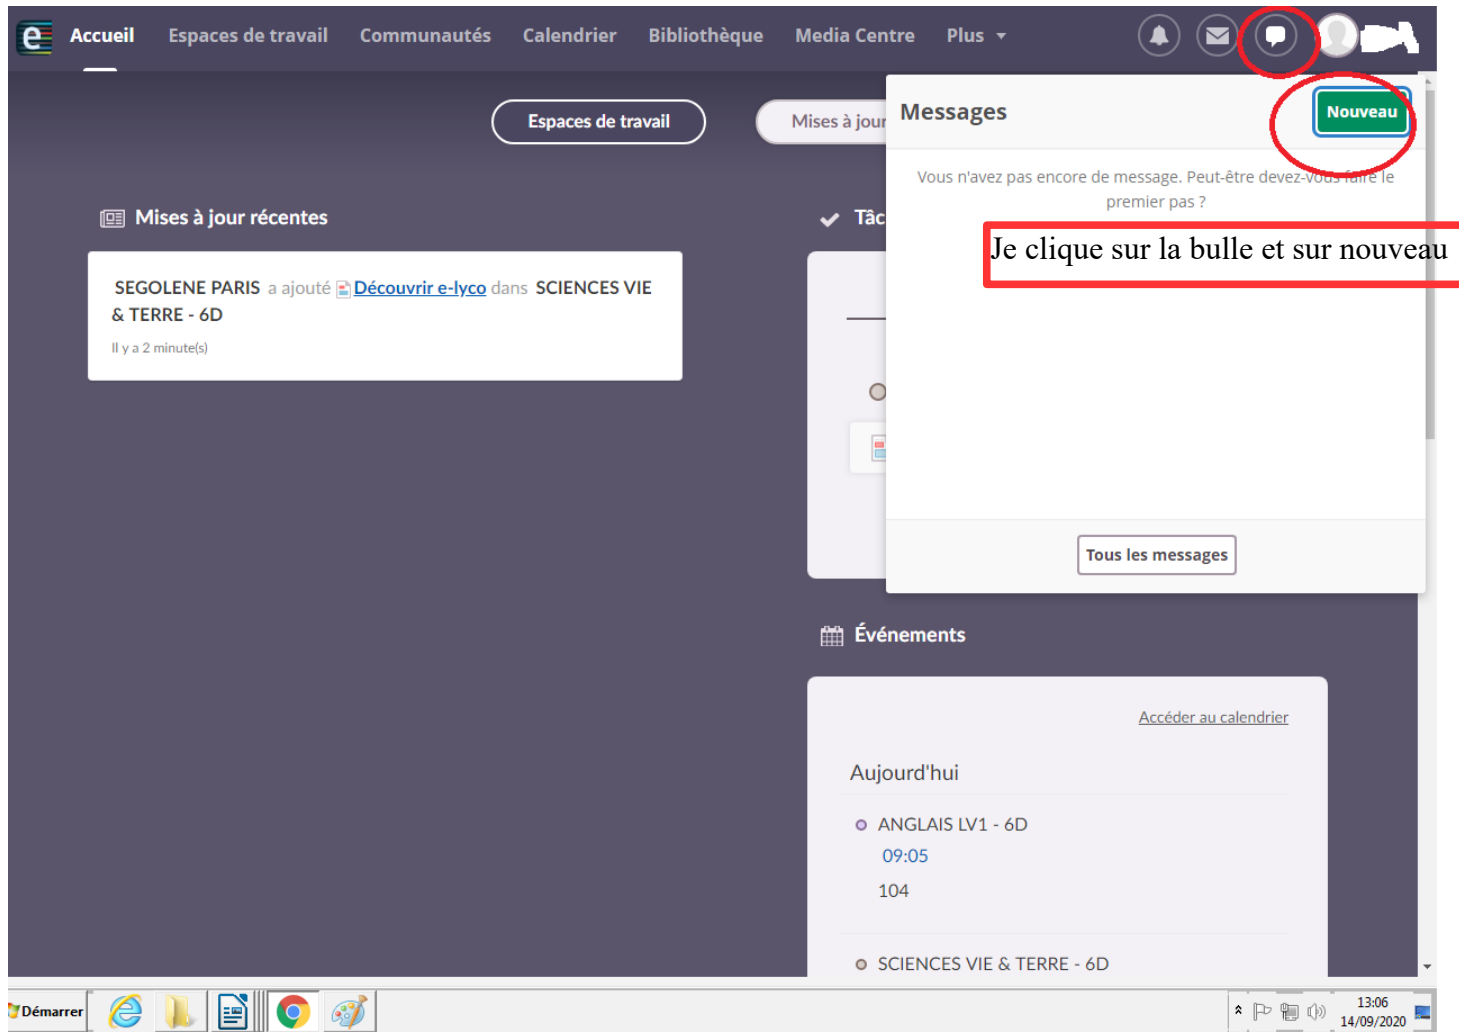 e Accueil Espaces de travail Communautés Calendrier Bibliothèque Media Centre Plus
Espaces de travail
Mises à jour
Messages
Nouveau
Vous n'avez pas encore de message. Peut-être devez-vous faire le
premier pas ?
Mises à jour récentes
Tâc
Je clique sur la bulle et sur nouveau
SEGOLENE PARIS a ajouté Découvrir e-lyco dans SCIENCES VIE
& TERRE - 6D
Il y a 2 minute(s)
Tous les messages
Événements
Accéder au calendrier
Aujourd'hui
ANGLAIS LV1 - 6D
09:05
104
SCIENCES VIE & TERRE - 6D
Démarrer
13:06
14/09/2020